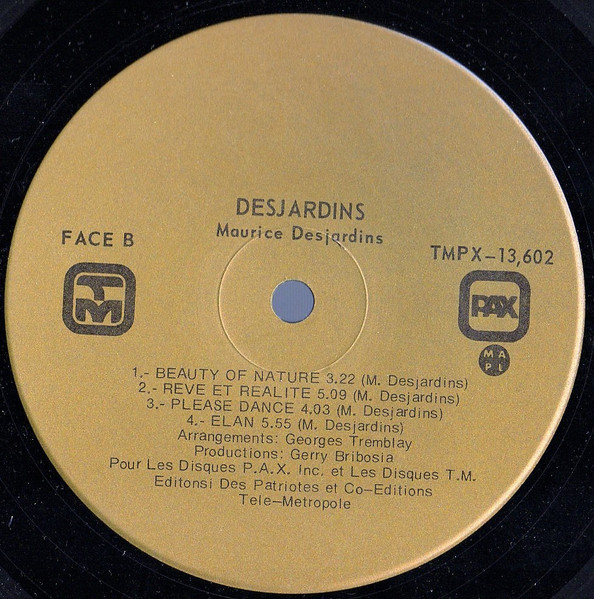 DESJARDINS
Maurice Desjardins
FACE B
TMPX-13,602
TM
PAX
MAPL
1.- BEAUTY OF NATURE 3.22 (M. Desjardins)
2.- REVE ET REALITE 5.09 (M. Desjardins)
3.- PLEASE DANCE 4.03 (M. Desjardins)
4.- ELAN 5.55 (M. Desjardins)
Arrangements: Georges Tremblay
Productions: Gerry Bribosia
Pour Les Disques P.A.X. Inc. et Les Disques T.M.
Editonsi Des Patriotes et Co-Editions
Tele-Metropole